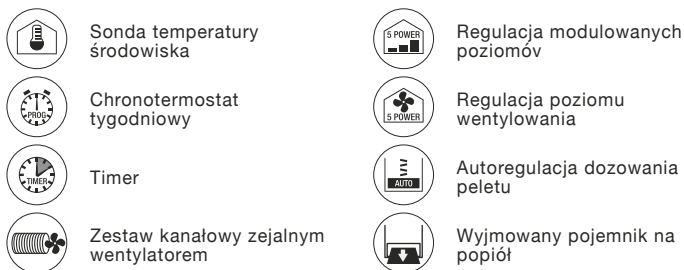 Sonda temperatury
środowiska
PROG
Chronotermostat
tygodniowy
TIMER
Timer
Zestaw kanałowy zejalnym
wentylatorem
5 POWER
Regulacja modulowanych
poziomóv
5 POWER
Regulacja poziomu
wentylowania
AUTO
Autoregulacja dozowania
peletu
Wyjmowany pojemnik na
popiół